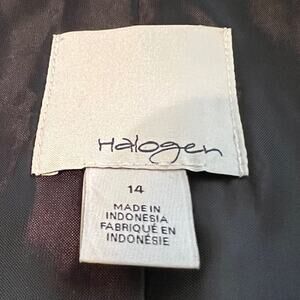 Halogen
14
MADE IN
INDONESIA
FABRIQUÉ EN
INDONÉSIE